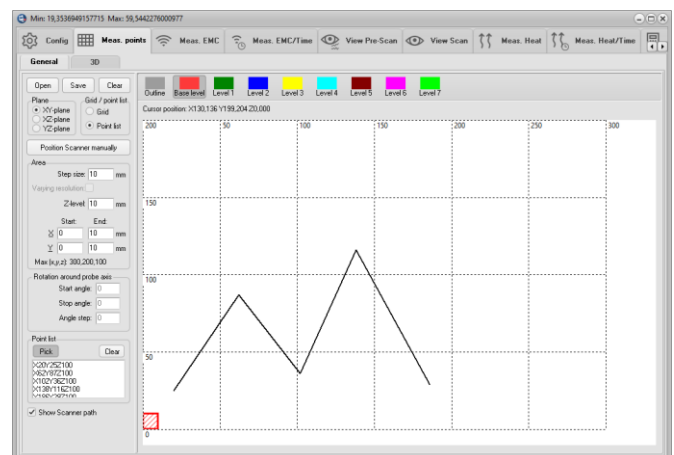 Min: 19,3536949157715 Max: 59,5442276000977
Config Meas. points Meas. EMC Meas. EMC/Time View Pre-Scan View Scan Meas. Heat Meas. Heat/Time
General 3D
Open Save Clear
Outline Base level Level 1 Level 2 Level 3 Level 4 Level 5 Level 6 Level 7
Plane Grid / point list
XY-plane Grid
XZ-plane Point list
YZ-plane
Cursor position: X130,136 Y199,204 Z0,000
200 50 100 150 200 250 300
Position Scanner manually
Area
Step size: 10 mm
Varying resolution:
Z-level: 10 mm
Start: End:
X 0 10 mm
Y 0 10 mm
Max (x,y,z): 300,200,100
150
Rotation around probe axis
Start angle: 0
Stop angle: 0
Angle step: 0
100
Point list
Pick Clear
X20Y25Z100
X62Y87Z100
X102Y36Z100
X138Y116Z100
50
Show Scanner path
0